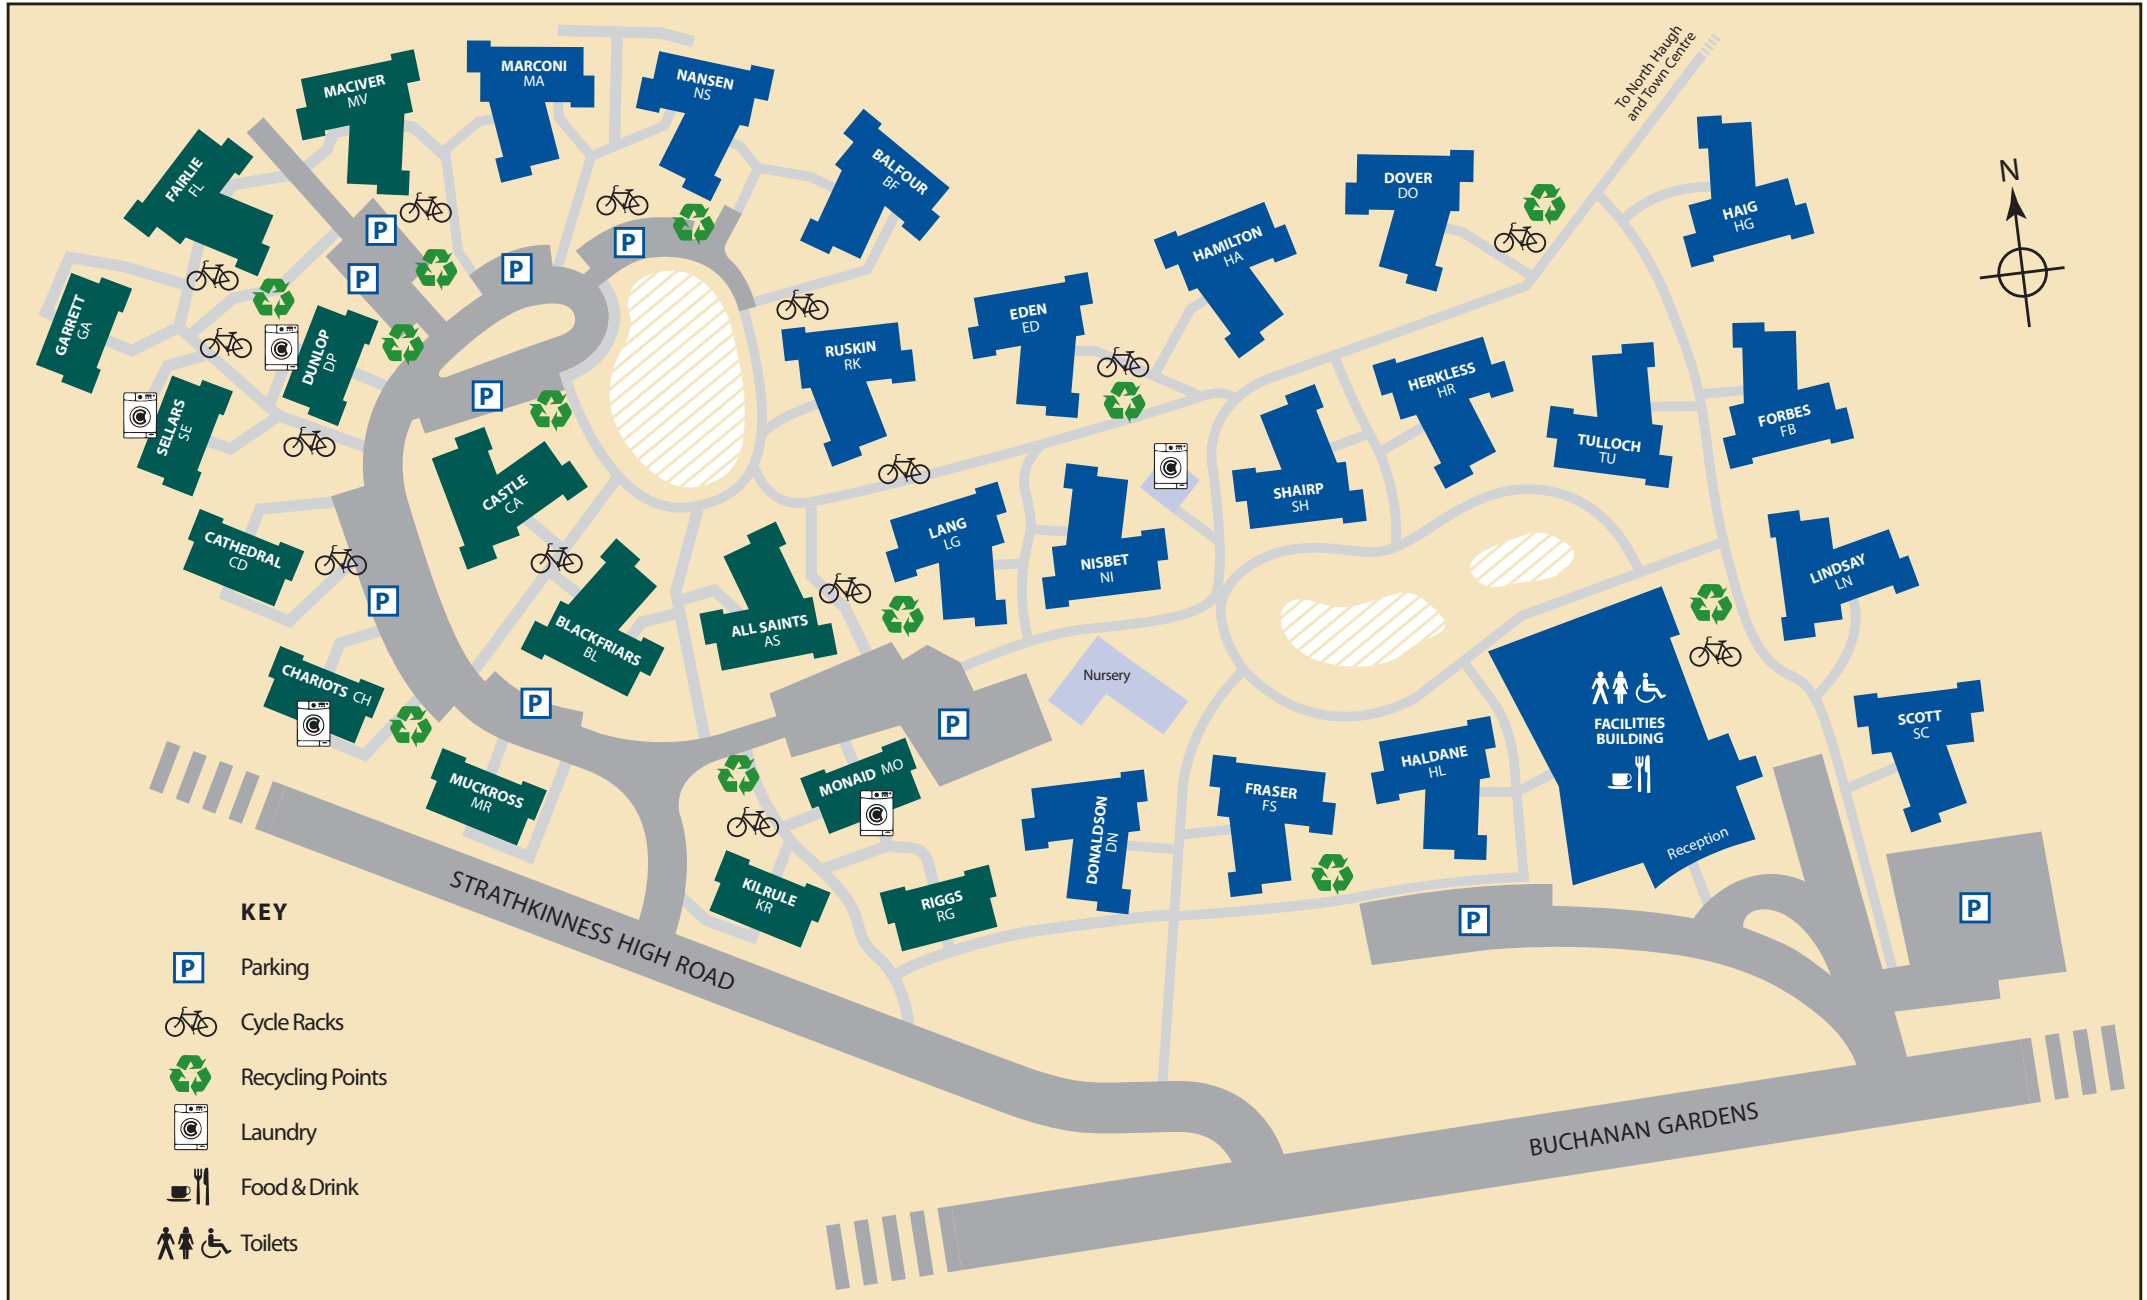 To North Haugh
and Town Centre
N
MACIVER
MV
MARCONI
MA
NANSEN
NS
BALFOUR
BF
FAIRLIE
FL
P
P
P
P
DOVER
DO
HAIG
HG
HAMILTON
HA
GARRETT
GA
DUNLOP
DP
EDEN
ED
RUSKIN
RK
HERKLESS
HR
SELLARS
SE
P
FORBES
FB
TULLOCH
TU
CASTLE
CA
SHAIRP
SH
LANG
LG
NISBET
NI
CATHEDRAL
CD
LINDSAY
LN
P
BLACKFRIARS
BL
ALL SAINTS
AS
CHARIOTS CH
Nursery
P
P
FACILITIES
BUILDING
SCOTT
SC
MUCKROSS
MR
MONAID MO
DONALDSON
DN
FRASER
FS
HALDANE
HL
Reception
KILRULE
KR
RIGGS
RG
P
P
STRATHKINNESS HIGH ROAD
BUCHANAN GARDENS
KEY
P Parking
Cycle Racks
Recycling Points
Laundry
Food & Drink
Toilets